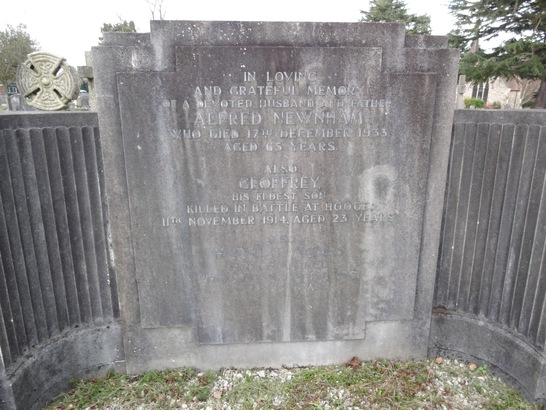 IN LOVING
AND GRATEFUL MEMORY
OF A DEVOTED HUSBAND AND FATHER
ALFRED NEWNHAM
WHO DIED 17TH DECEMBER 1933
AGED 65 YEARS
ALSO
GEOFFREY
HIS ELDEST SON
KILLED IN BATTLE AT HOOGE
11TH NOVEMBER 1914. AGED 23 YEARS